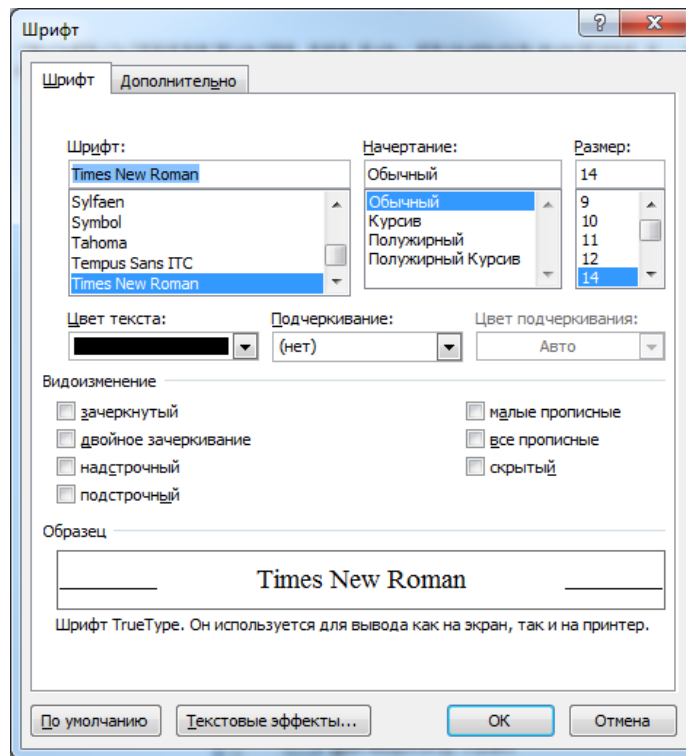 Шрифт
Шрифт Дополнительно
Шрифт: Начертание: Размер:
Times New Roman Обычный 14
Sylfaen Обычный 9
Symbol Курсив 10
Tahoma Полужирный 11
Tempus Sans ITC Полужирный Курсив 12
Times New Roman 14
Цвет текста: Подчеркивание: Цвет подчеркивания:
(нет) Авто
Видоизменение
зачеркнутый малые прописные
двойное зачеркивание все прописные
надстрочный скрытый
подстрочный
Образец
Times New Roman
Шрифт TrueType. Он используется для вывода как на экран, так и на принтер.
По умолчанию Текстовые эффекты... ОК Отмена